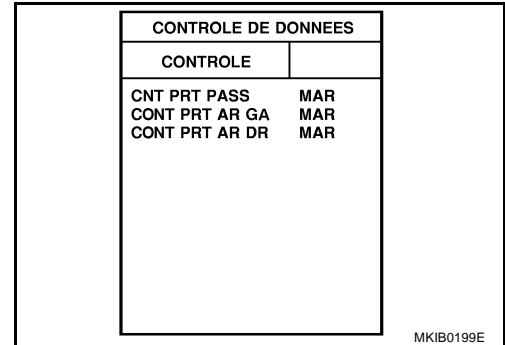 CONTROLE DE DONNEES
CONTROLE
CNT PRT PASS MAR
CONT PRT AR GA MAR
CONT PRT AR DR MAR
MKIB0199E